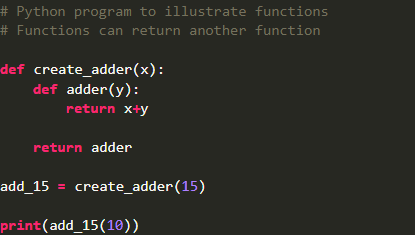 # Python program to illustrate functions
# Functions can return another function

def create_adder(x):
    def adder(y):
        return x+y

    return adder

add_15 = create_adder(15)

print(add_15(10))